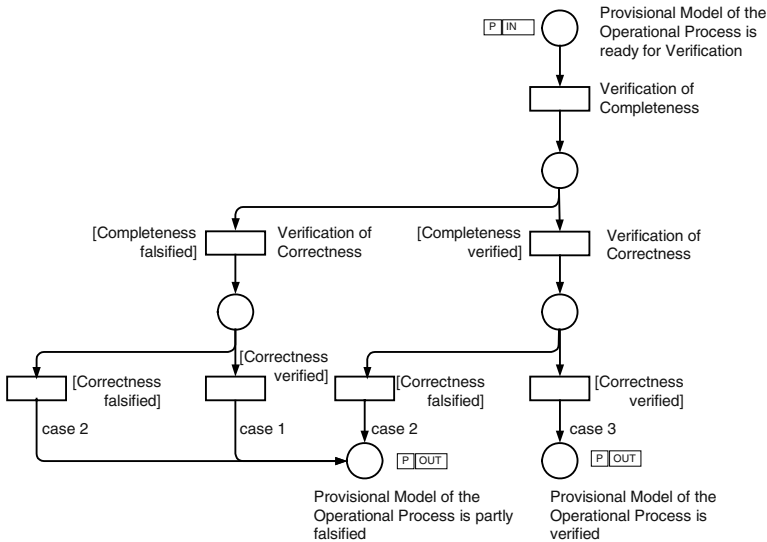 P IN
Provisional Model of the
Operational Process is
ready for Verification
Verification of
Completeness
[Completeness
falsified]
Verification of
Correctness
[Completeness
verified]
Verification of
Correctness
[Correctness
falsified]
[Correctness
verified]
[Correctness
falsified]
[Correctness
verified]
case 2
case 1
case 2
case 3
P OUT
P OUT
Provisional Model of the
Operational Process is partly
falsified
Provisional Model of the
Operational Process is
verified